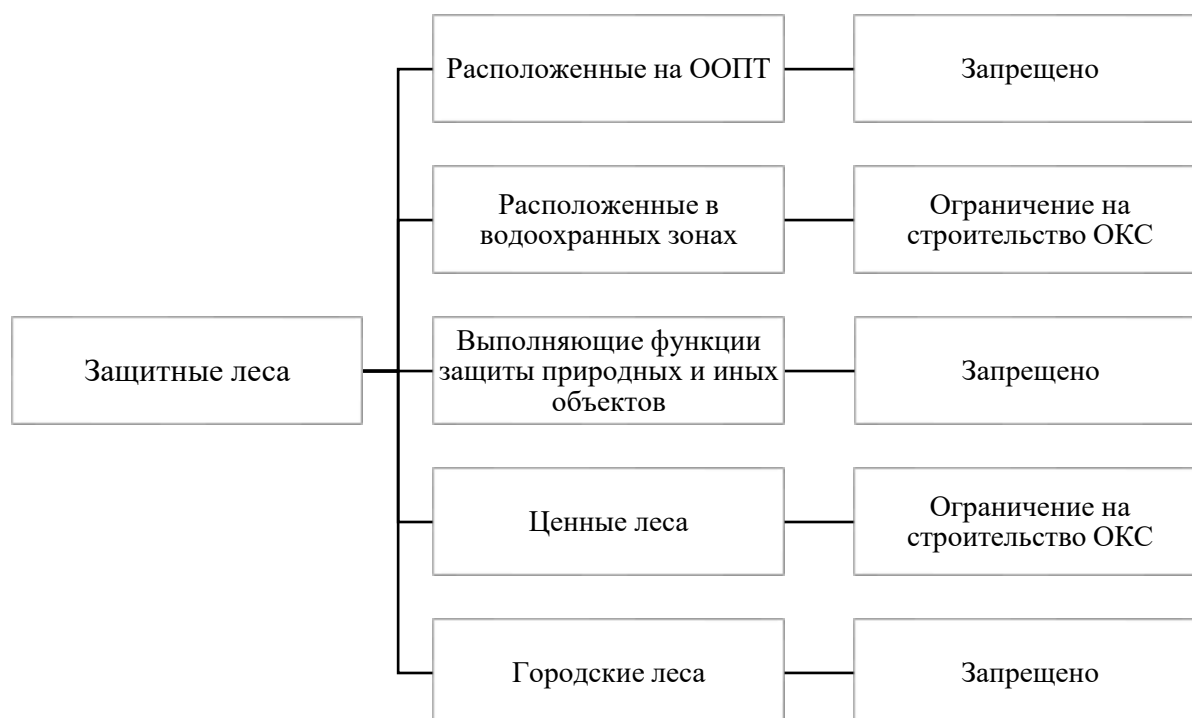 Защитные леса
Расположенные на ООПТ
Запрещено
Расположенные в
водоохранных зонах
Ограничение на
строительство ОКС
Выполняющие функции
защиты природных и иных
объектов
Запрещено
Ценные леса
Ограничение на
строительство ОКС
Городские леса
Запрещено